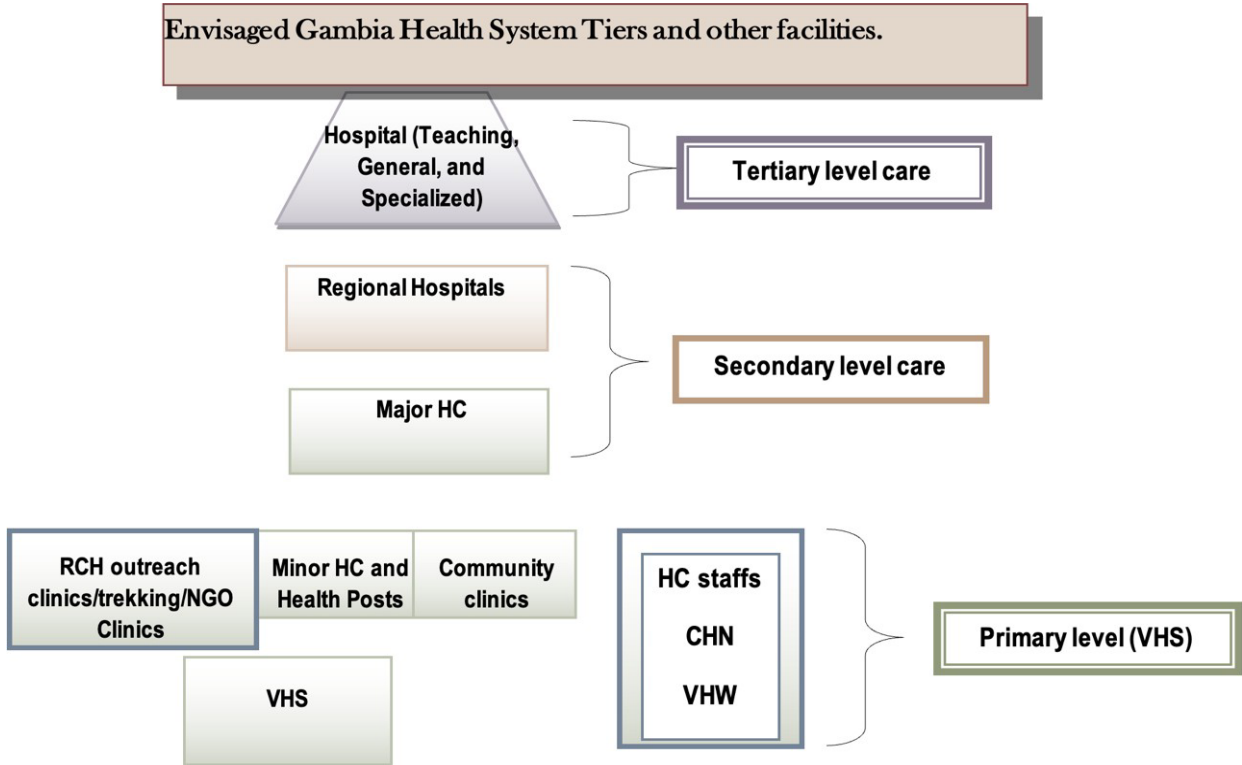 Envisaged Gambia Health System Tiers and other facilities.
Hospital (Teaching,
General, and
Specialized)
Tertiary level care
Regional Hospitals
Secondary level care
Major HC
RCH outreach
clinics/trekking/NGO
Clinics
Minor HC and
Health Posts
Community
clinics
HC staffs
CHN
VHW
Primary level (VHS)
VHS